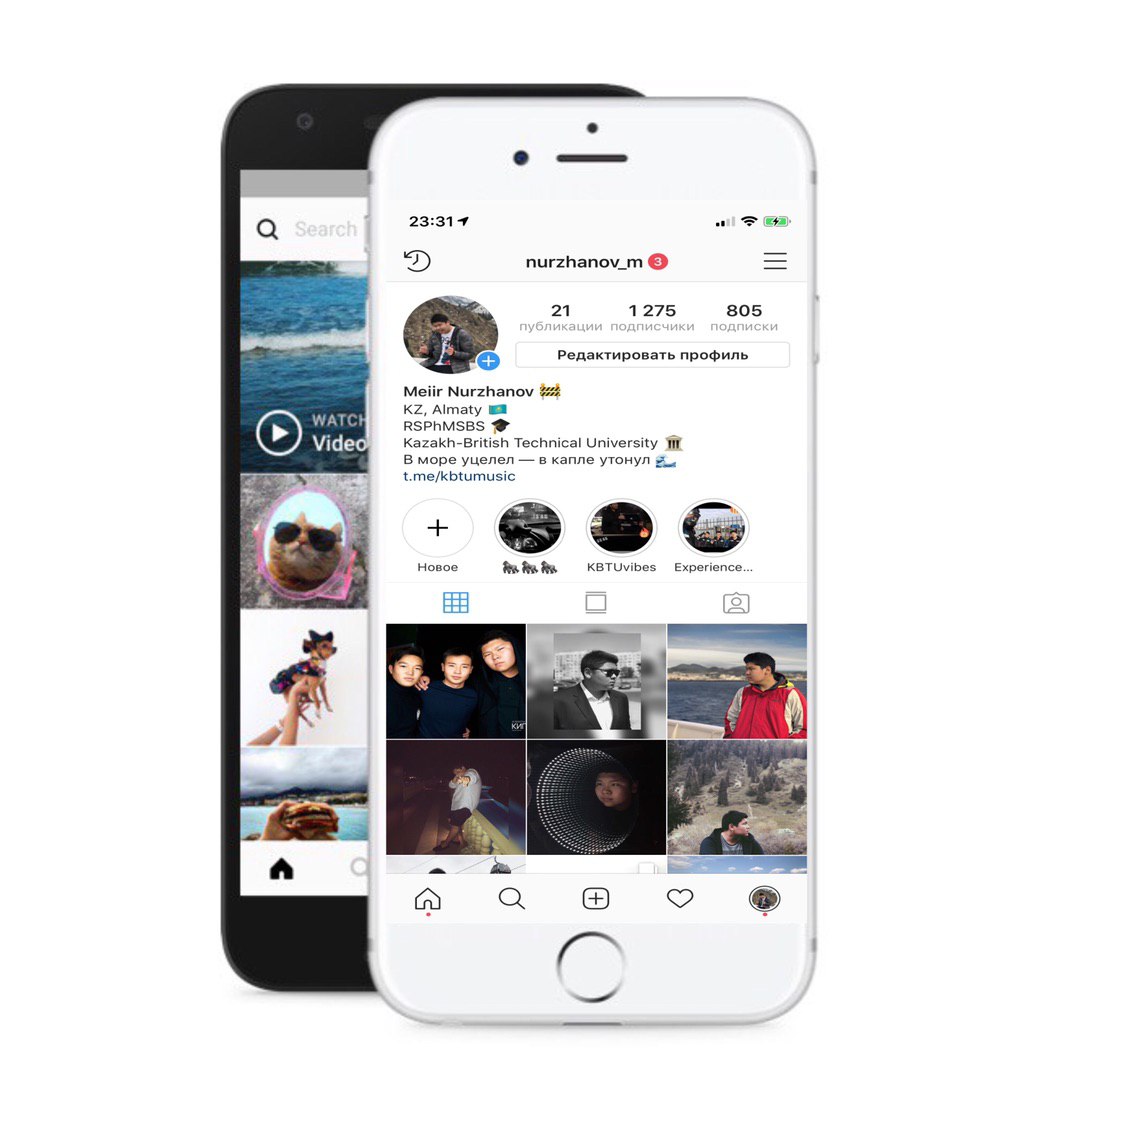 Search
WATCH
Video
23:31
nurzhanov_m 3
21 1 275 805
публикации подписчики подписки
Редактировать профиль
Meiir Nurzhanov 🚧
KZ, Almaty 🇰🇿
RSPhMSBS 🎓
Kazakh-British Technical University 🏛
В море уцелел — в капле утонул 🌊
t.me/kbtumusic
Новое 🦍🦍🦍 KBTUvibes Experience...